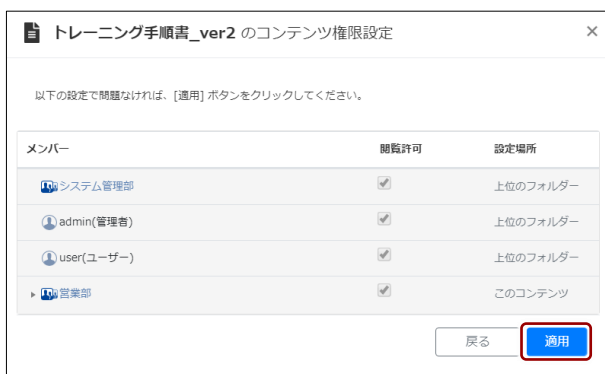 トレーニング手順書_ver2 のコンテンツ権限設定 ×
以下の設定で問題なければ、[適用] ボタンをクリックしてください。
メンバー 閲覧許可 設定場所
システム管理部 上位のフォルダー
admin(管理者) 上位のフォルダー
user(ユーザー) 上位のフォルダー
営業部 このコンテンツ
戻る 適用